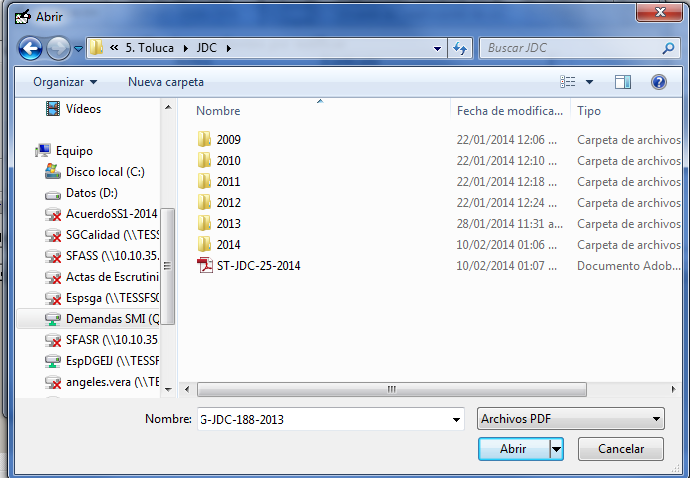 Abrir
« 5. Toluca ▸ JDC ▸
Buscar JDC
Organizar
Nueva carpeta
Vídeos
Equipo
Disco local (C:)
Datos (D:)
AcuerdoSS1-2014
SGCalidad (\\TESS
SFASS (\\10.10.35.
Actas de Escrutini
Espsga (\\TESSFS0
Demandas SMI (Q
SFASR (\\10.10.35
EspDGEIJ (\\TESSF
angeles.vera (\\TE
Nombre Fecha de modifica... Tipo
2009 22/01/2014 12:06 ... Carpeta de archivos
2010 22/01/2014 12:10 ... Carpeta de archivos
2011 22/01/2014 12:18 ... Carpeta de archivos
2012 22/01/2014 12:24 ... Carpeta de archivos
2013 28/01/2014 11:31 a... Carpeta de archivos
2014 10/02/2014 01:06 ... Carpeta de archivos
ST-JDC-25-2014 10/02/2014 01:07 ... Documento Adob...
Nombre: G-JDC-188-2013
Archivos PDF
Abrir
Cancelar